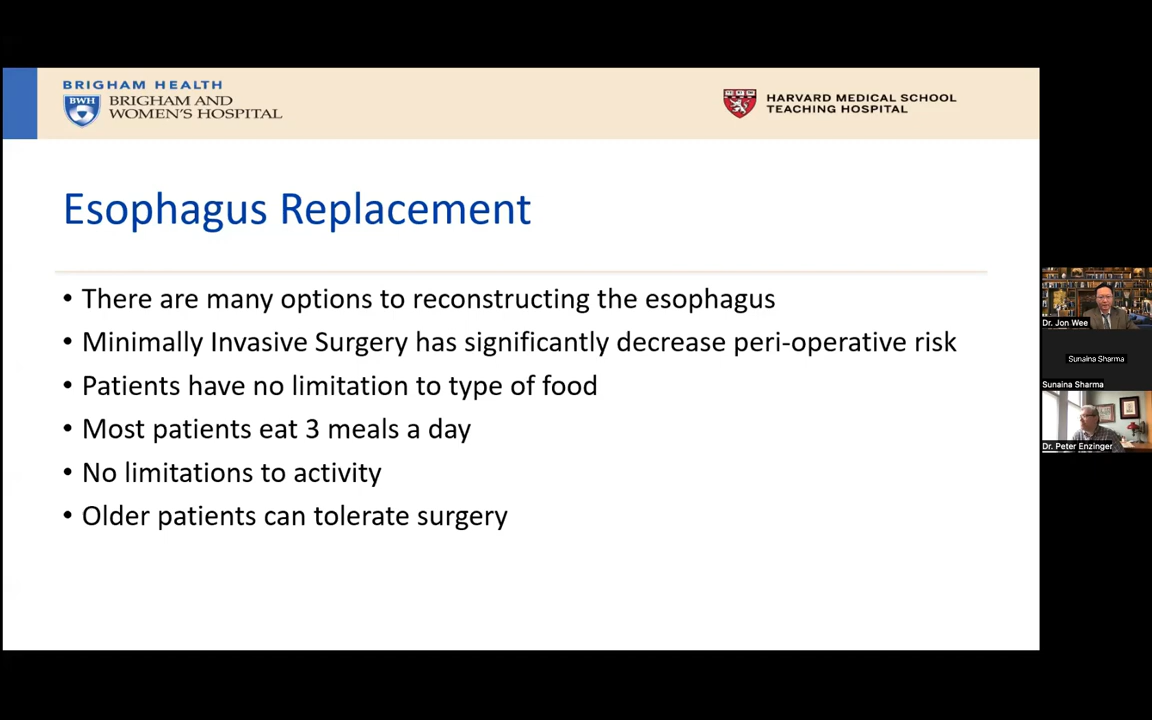 BRIGHAM HEALTH
BWH
BRIGHAM AND
WOMEN'S HOSPITAL
HARVARD MEDICAL SCHOOL
TEACHING HOSPITAL
Esophagus Replacement
• There are many options to reconstructing the esophagus
• Minimally Invasive Surgery has significantly decrease peri-operative risk
• Patients have no limitation to type of food
• Most patients eat 3 meals a day
• No limitations to activity
• Older patients can tolerate surgery
Dr. Jon Wee
Sunaina Sharma
Sunaina Sharma
Dr. Peter Enzinger